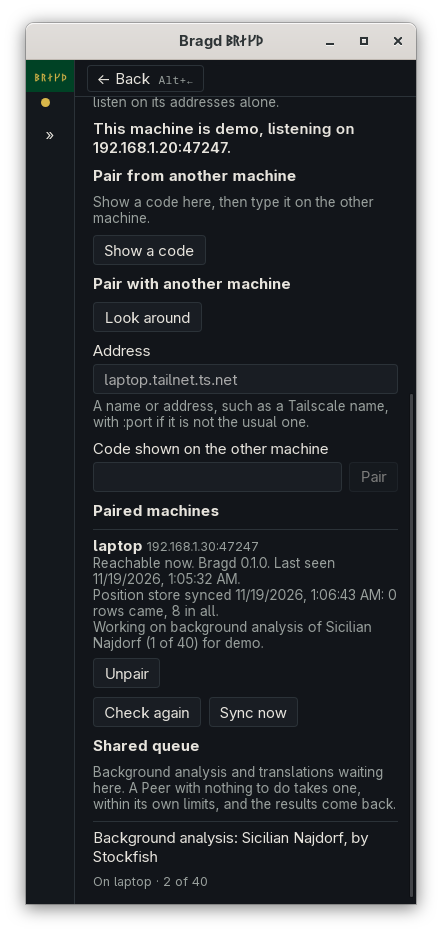 Bragd ᛒᚱᛅᚴᚦ
ᛒᚱᛅᚴᚦ
← Back Alt+←
»
listen on its addresses alone.
This machine is demo, listening on
192.168.1.20:47247.
Pair from another machine
Show a code here, then type it on the other
machine.
Show a code
Pair with another machine
Look around
Address
laptop.tailnet.ts.net
A name or address, such as a Tailscale name,
with :port if it is not the usual one.
Code shown on the other machine
Pair
Paired machines
laptop 192.168.1.30:47247
Reachable now. Bragd 0.1.0. Last seen
11/19/2026, 1:05:32 AM.
Position store synced 11/19/2026, 1:06:43 AM: 0
rows came, 8 in all.
Working on background analysis of Sicilian
Najdorf (1 of 40) for demo.
Unpair
Check again Sync now
Shared queue
Background analysis and translations waiting
here. A Peer with nothing to do takes one,
within its own limits, and the results come back.
Background analysis: Sicilian Najdorf, by
Stockfish
On laptop · 2 of 40